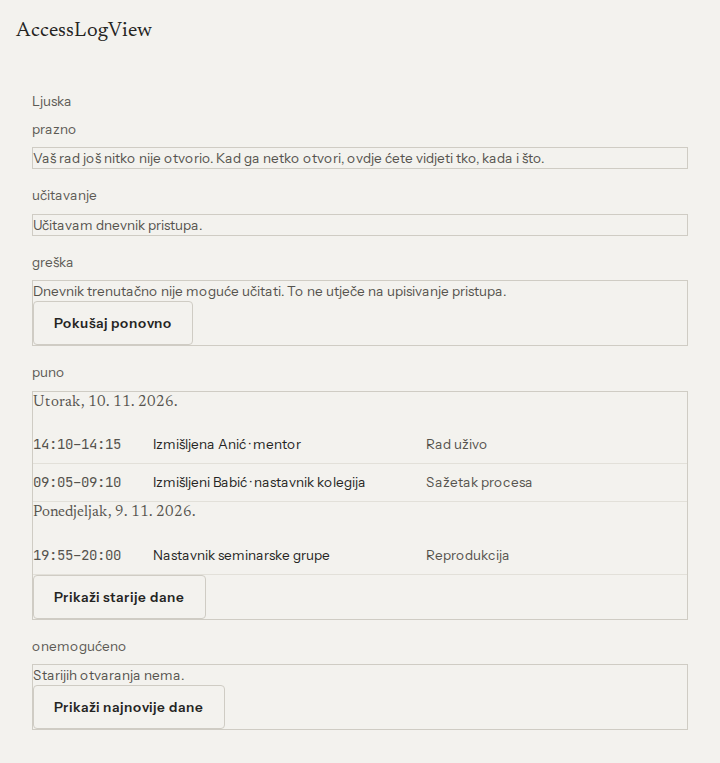 AccessLogView
Ljuska
prazno
Vaš rad još nitko nije otvorio. Kad ga netko otvori, ovdje ćete vidjeti tko, kada i što.
učitavanje
Učitavam dnevnik pristupa.
greška
Dnevnik trenutačno nije moguće učitati. To ne utječe na upisivanje pristupa.
Pokušaj ponovno
puno
Utorak, 10. 11. 2026.
14:10–14:15 Izmišljena Anić · mentor Rad uživo
09:05–09:10 Izmišljeni Babić · nastavnik kolegija Sažetak procesa
Ponedjeljak, 9. 11. 2026.
19:55–20:00 Nastavnik seminarske grupe Reprodukcija
Prikaži starije dane
onemogućeno
Starijih otvaranja nema.
Prikaži najnovije dane